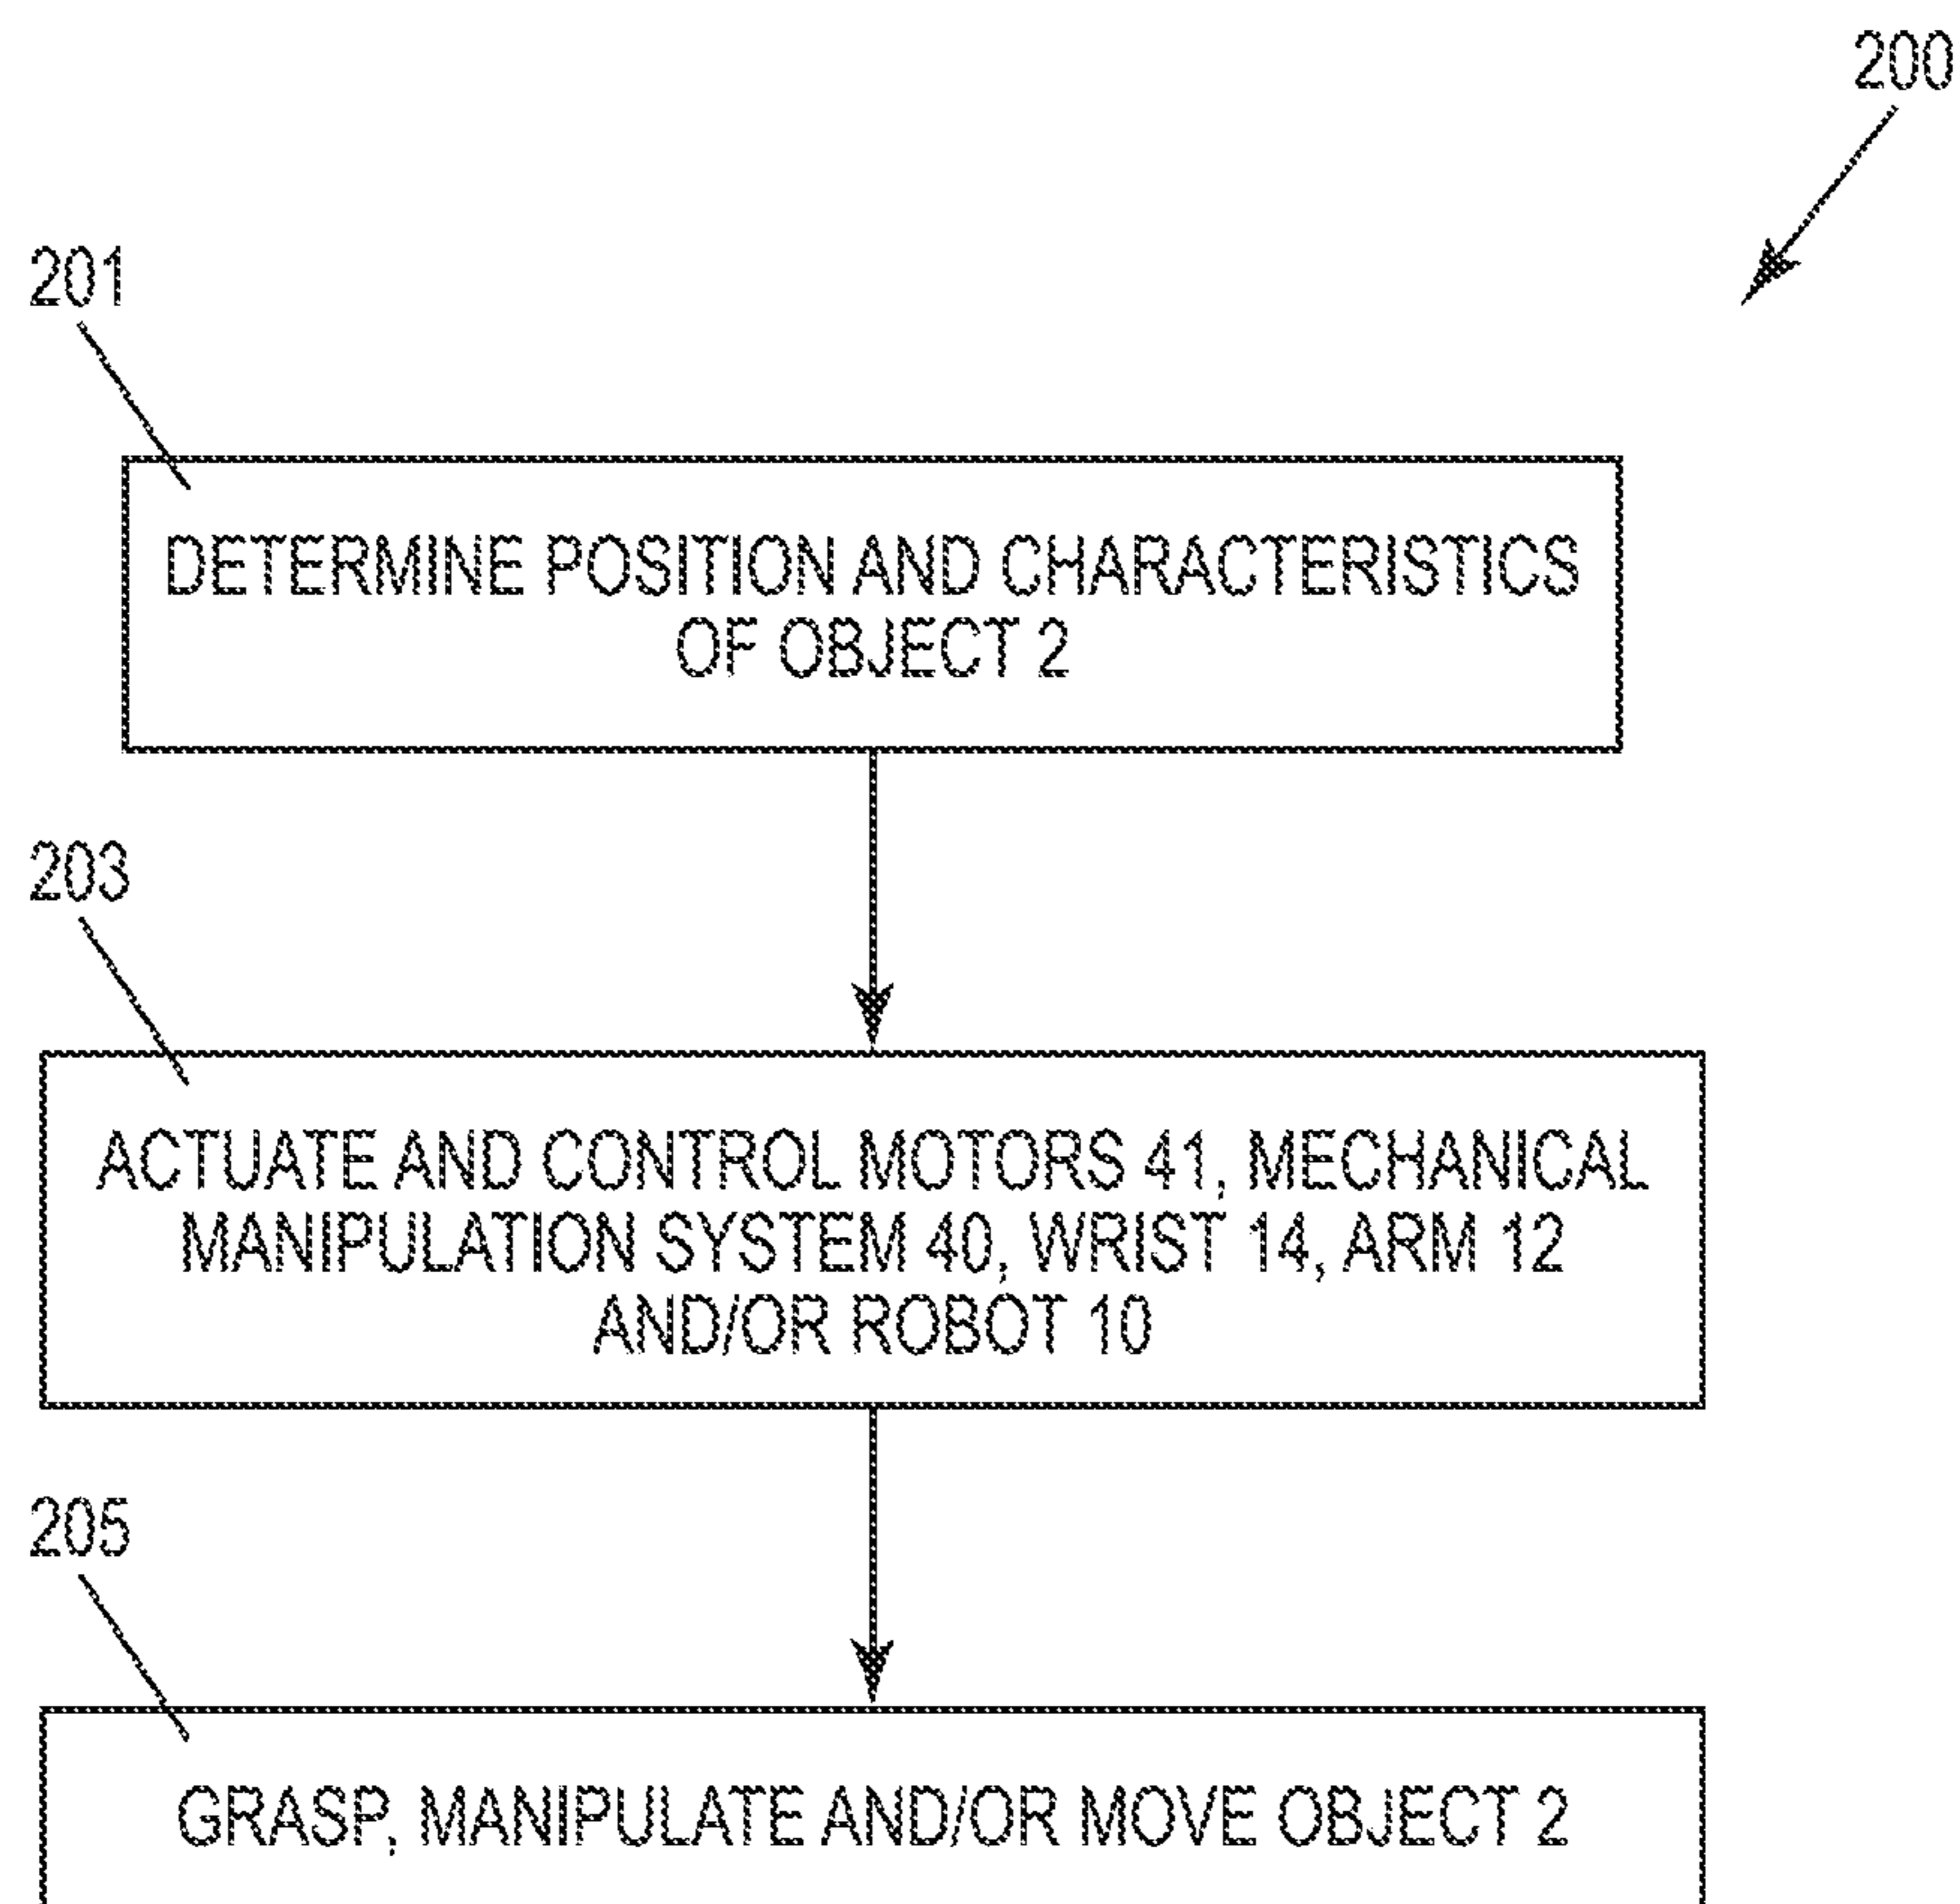 200
201
DETERMINE POSITION AND CHARACTERISTICS
OF OBJECT 2
203
ACTUATE AND CONTROL MOTORS 41, MECHANICAL
MANIPULATION SYSTEM 40, WRIST 14, ARM 12
AND/OR ROBOT 10
205
GRASP, MANIPULATE AND/OR MOVE OBJECT 2